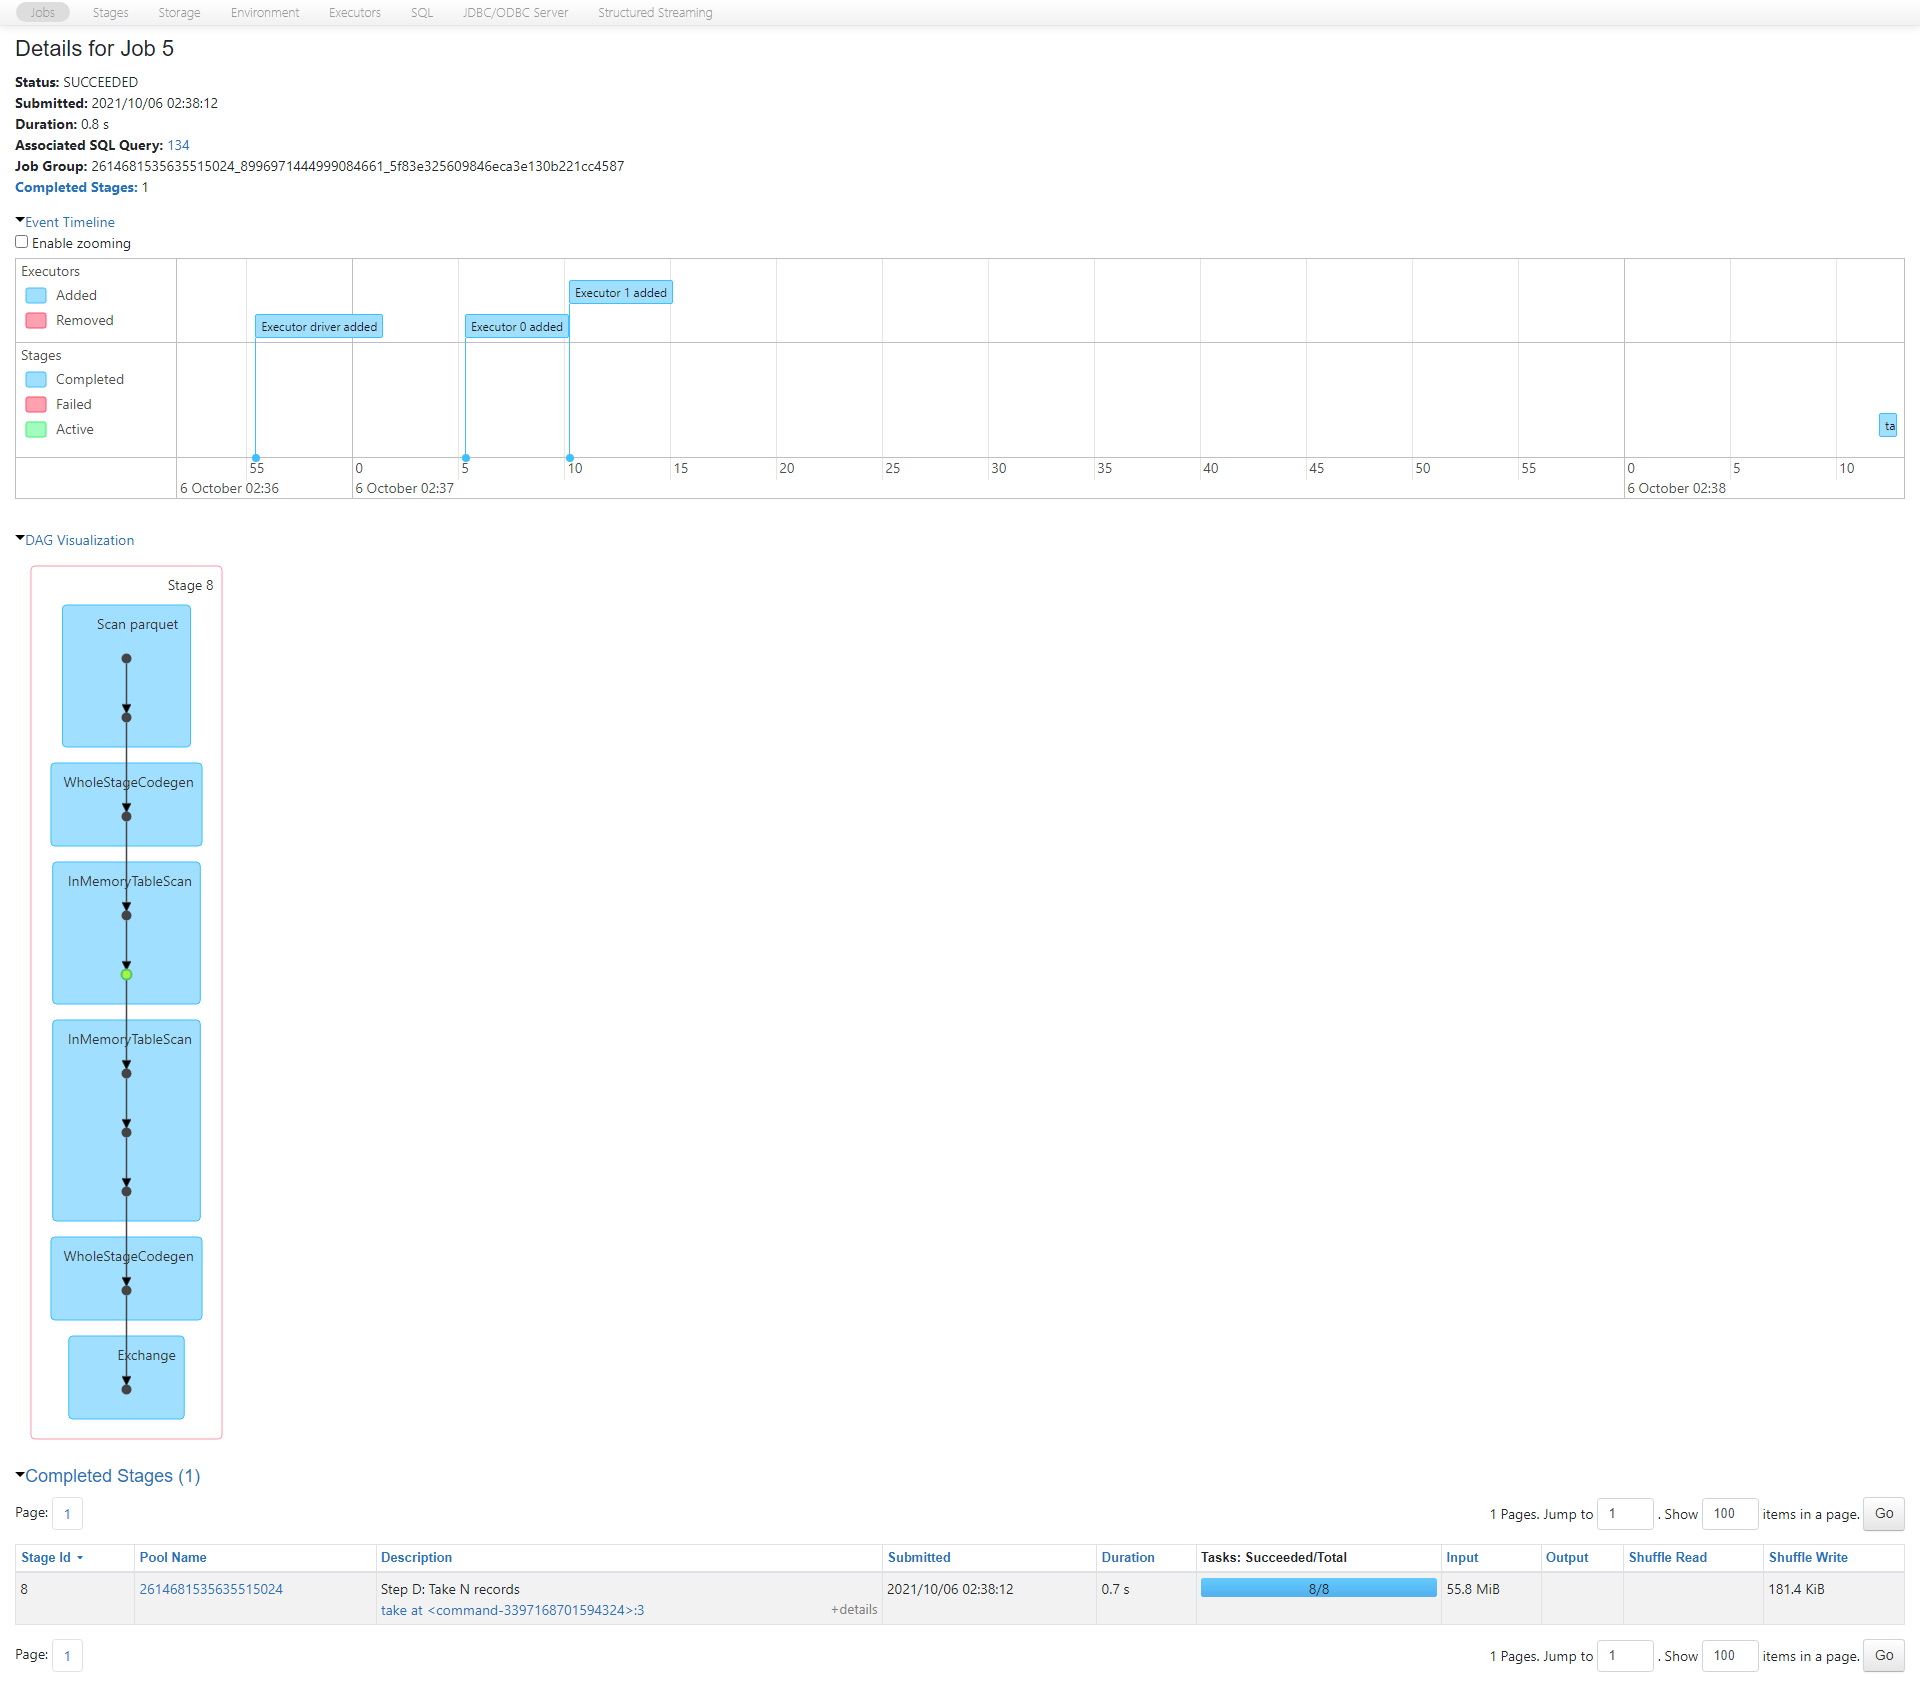 Jobs Stages Storage Environment Executors SQL JDBC/ODBC Server Structured Streaming
Details for Job 5
Status: SUCCEEDED
Submitted: 2021/10/06 02:38:12
Duration: 0.8 s
Associated SQL Query: 134
Job Group: 2614681535635515024_8996971444999084661_5f83e325609846eca3e130b221cc4587
Completed Stages: 1
Event Timeline
Enable zooming
Executors
Added
Removed
Executor driver added
Executor 0 added
Executor 1 added
Stages
Completed
Failed
Active
ta
55 0 5 10 15 20 25 30 35 40 45 50 55 0 5 10
6 October 02:36 6 October 02:37 6 October 02:38
DAG Visualization
Stage 8
Scan parquet
WholeStageCodegen
InMemoryTableScan
InMemoryTableScan
WholeStageCodegen
Exchange
Completed Stages (1)
Page: 1 1 Pages. Jump to 1 . Show 100 items in a page. Go
Stage Id Pool Name Description Submitted Duration Tasks: Succeeded/Total Input Output Shuffle Read Shuffle Write
8 2614681535635515024 Step D: Take N records 2021/10/06 02:38:12 0.7 s 8/8 55.8 MiB 181.4 KiB
take at <command-3397168701594324>:3 +details
Page: 1 1 Pages. Jump to 1 . Show 100 items in a page. Go